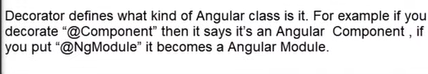 Decorator defines what kind of Angular class is it. For example if you
decorate “@Component” then it says it’s an Angular  Component , if
you put “@NgModule” it becomes a Angular Module.